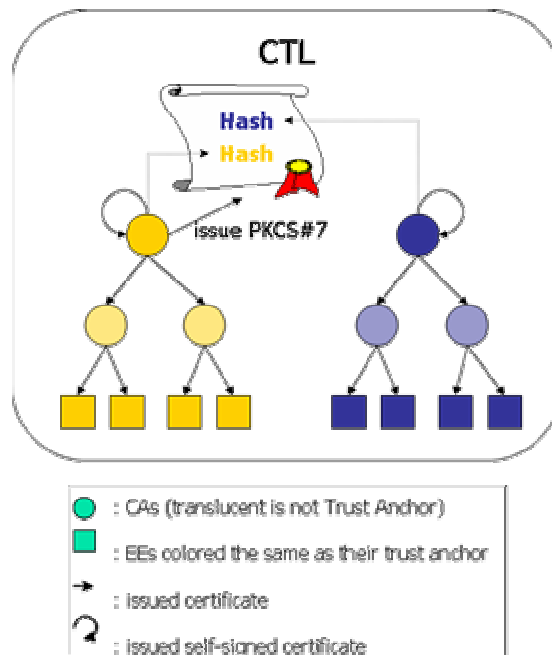 CTL
Hash
Hash
issue PKCS#7
: CAs (translucent is not Trust Anchor)
: EEs colored the same as their trust anchor
: issued certificate
: issued self-signed certificate